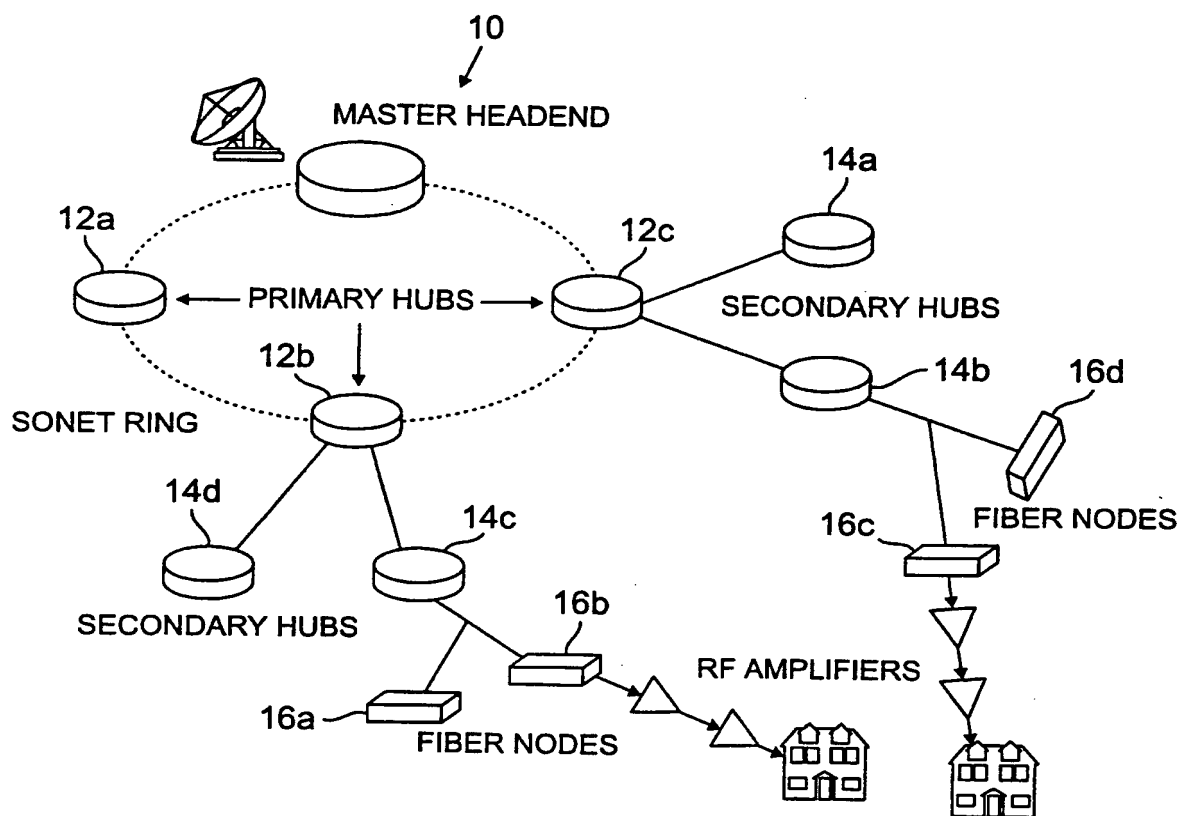 10
MASTER HEADEND
14a
12a
12c
PRIMARY HUBS
SECONDARY HUBS
12b
14b
16d
SONET RING
14d
14c
16c
FIBER NODES
SECONDARY HUBS
16b
RF AMPLIFIERS
16a
FIBER NODES